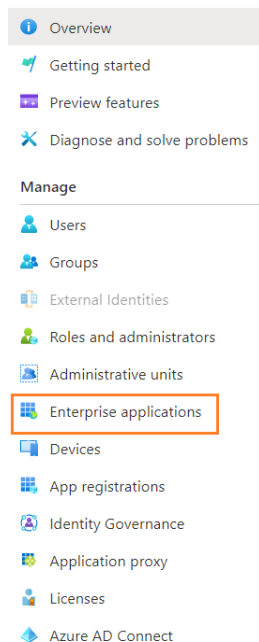 Overview
Getting started
Preview features
Diagnose and solve problems
Manage
Users
Groups
External Identities
Roles and administrators
Administrative units
Enterprise applications
Devices
App registrations
Identity Governance
Application proxy
Licenses
Azure AD Connect